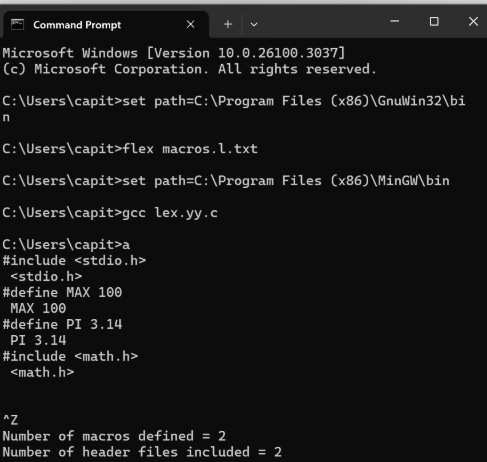 Command Prompt
Microsoft Windows [Version 10.0.26100.3037]
(c) Microsoft Corporation. All rights reserved.
C:\Users\capit>set path=C:\Program Files (x86)\GnuWin32\bi
n
C:\Users\capit>flex macros.l.txt
C:\Users\capit>set path=C:\Program Files (x86)\MinGW\bin
C:\Users\capit>gcc lex.yy.c
C:\Users\capit>a
#include <stdio.h>
 <stdio.h>
#define MAX 100
 MAX 100
#define PI 3.14
 PI 3.14
#include <math.h>
 <math.h>
^Z
Number of macros defined = 2
Number of header files included = 2